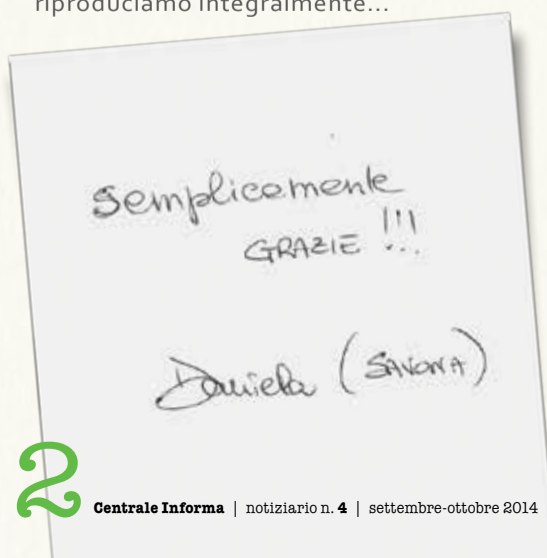 riproduciamo integralmente...
semplicemente
GRAZIE !!!
Daniela (SAVONA)
2 Centrale Informa | notiziario n. 4 | settembre-ottobre 2014